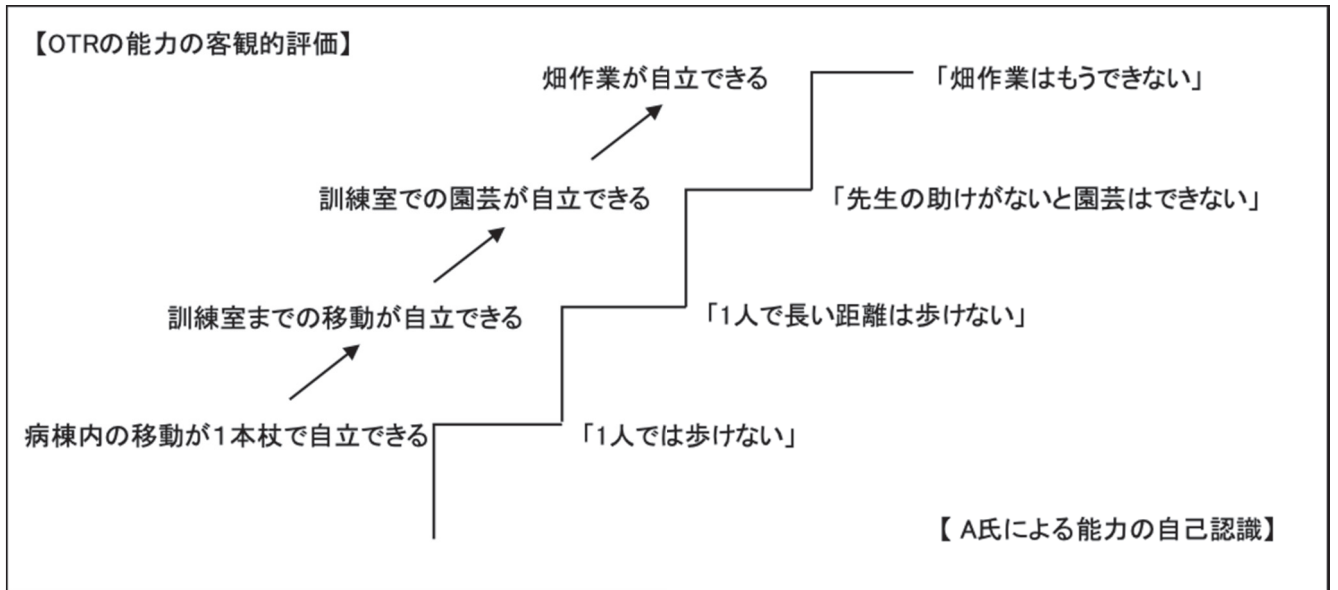 【OTRの能力の客観的評価】
畑作業が自立できる
「畑作業はもうできない」
訓練室での園芸が自立できる
「先生の助けがないと園芸はできない」
訓練室までの移動が自立できる
「1人で長い距離は歩けない」
病棟内の移動が1本杖で自立できる
「1人では歩けない」
【 A氏による能力の自己認識】